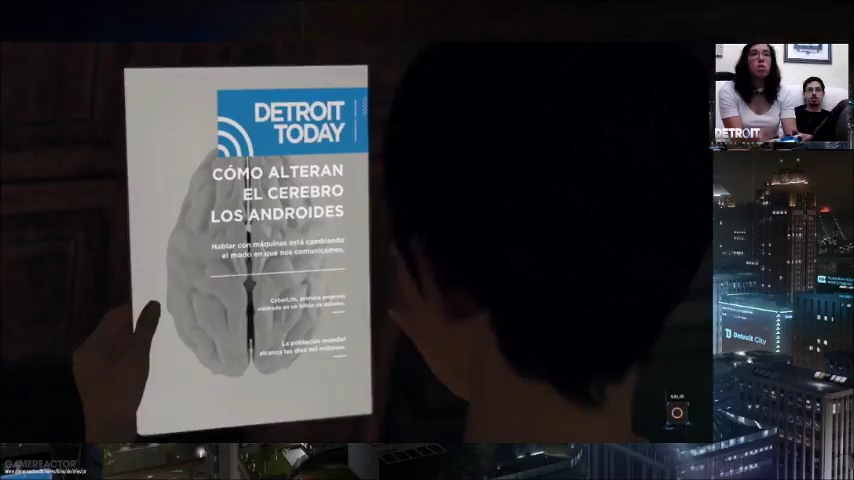 DETROIT
TODAY
CÓMO ALTERAN
EL CEREBRO
LOS ANDROIDES
Hablar con máquinas está cambiando
el modo en que nos comunicamos.
CyberLife, primera empresa
valorada en un billón de dólares.
La población mundial
alcanza los diez mil millones.
SALIR
DETROIT
Detroit City
GAMEREACTOR